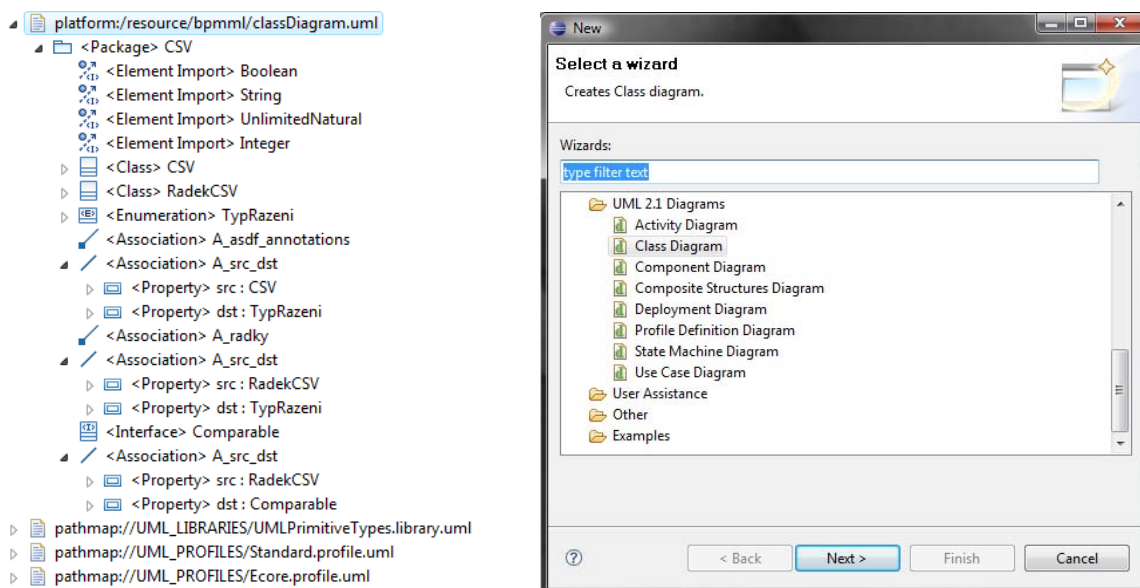 platform:/resource/bpmml/classDiagram.uml
<Package> CSV
<Element Import> Boolean
<Element Import> String
<Element Import> UnlimitedNatural
<Element Import> Integer
<Class> CSV
<Class> RadekCSV
<Enumeration> TypRazeni
<Association> A_asdf_annotations
<Association> A_src_dst
<Property> src : CSV
<Property> dst : TypRazeni
<Association> A_radky
<Association> A_src_dst
<Property> src : RadekCSV
<Property> dst : TypRazeni
<Interface> Comparable
<Association> A_src_dst
<Property> src : RadekCSV
<Property> dst : Comparable
pathmap://UML_LIBRARIES/UMLPrimitiveTypes.library.uml
pathmap://UML_PROFILES/Standard.profile.uml
pathmap://UML_PROFILES/Ecore.profile.uml
New
Select a wizard
Creates Class diagram.
Wizards:
type filter text
UML 2.1 Diagrams
Activity Diagram
Class Diagram
Component Diagram
Composite Structures Diagram
Deployment Diagram
Profile Definition Diagram
State Machine Diagram
Use Case Diagram
User Assistance
Other
Examples
< Back Next > Finish Cancel